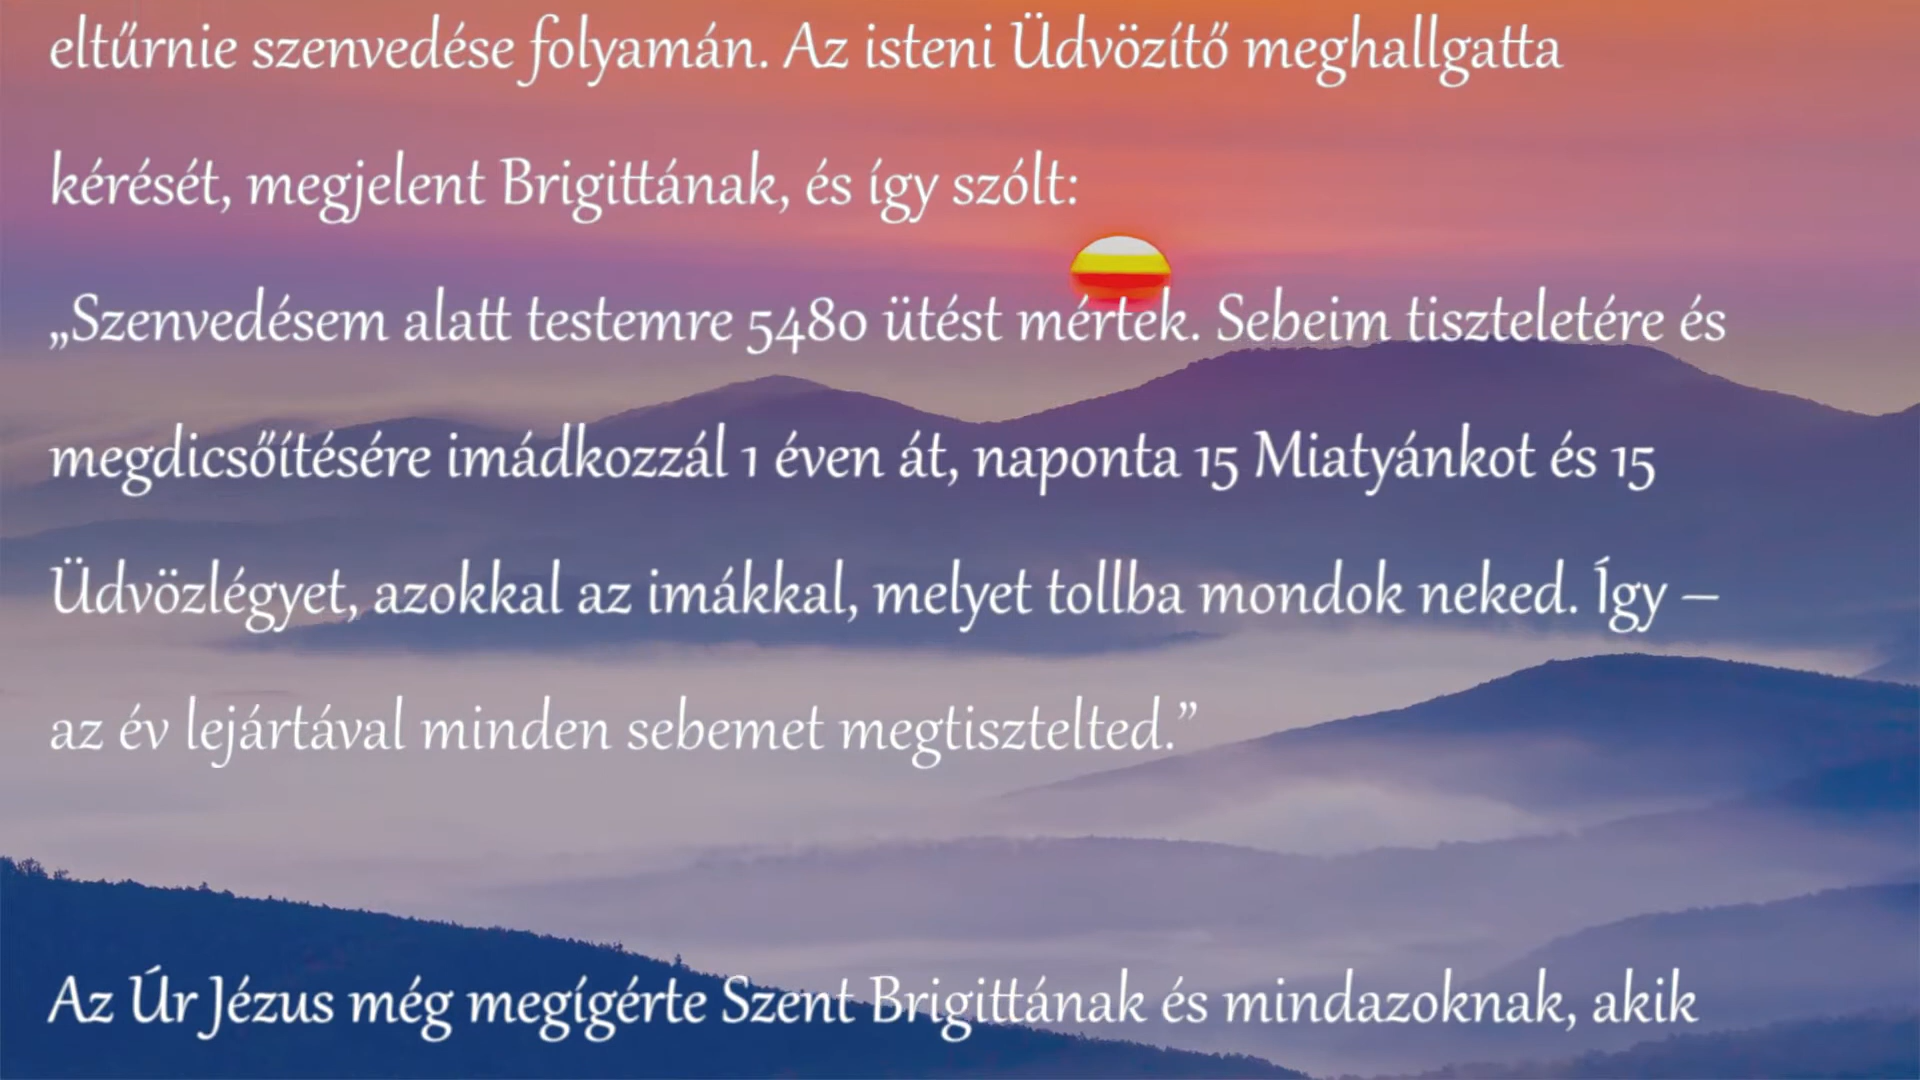 eltűrnie szenvedése folyamán. Az isteni Üdvözítő meghallgatta
kérését, megjelent Brigittának, és így szólt:
„Szenvedésem alatt testemre 5480 ütést mértek. Sebeim tiszteletére és
megdicsőítésére imádkozzál 1 éven át, naponta 15 Miatyánkot és 15
Üdvözlégyet, azokkal az imákkal, melyet tollba mondok neked. Így –
az év lejártával minden sebemet megtisztelted.”
Az Úr Jézus még megígérte Szent Brigittának és mindazoknak, akik